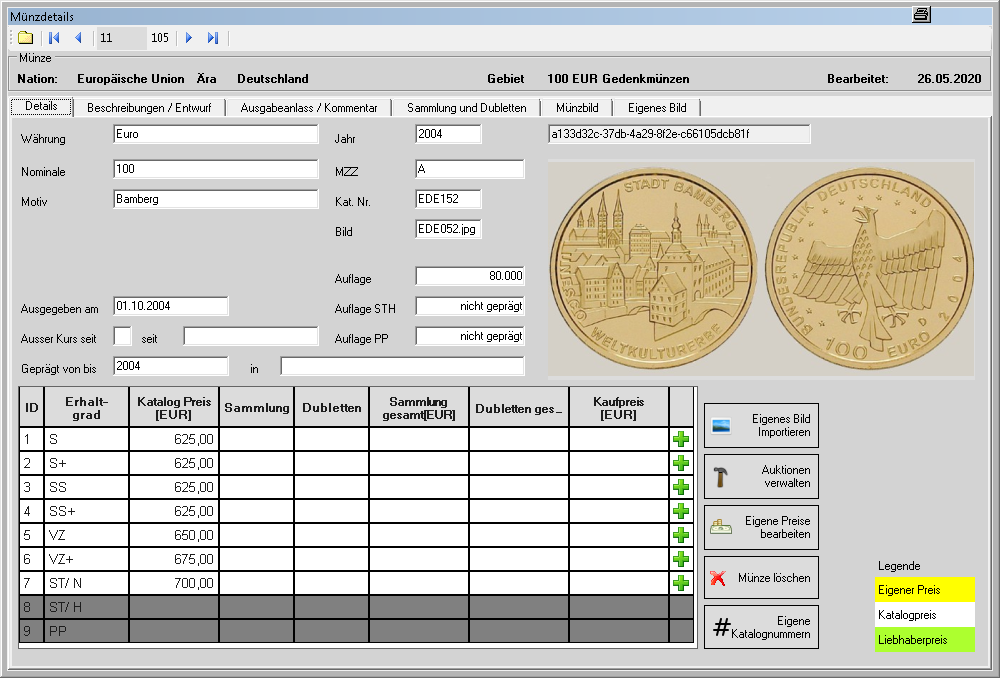 Münzdetails
11 105
Münze
Nation: Europäische Union Ära Deutschland Gebiet 100 EUR Gedenkmünzen Bearbeitet: 26.05.2020
Details Beschreibungen / Entwurf Ausgabeanlass / Kommentar Sammlung und Dubletten Münzbild Eigenes Bild
Währung Euro Jahr 2004 a133d32c-37db-4a29-8f2e-c66105dcb81f
Nominale 100 MZZ A
Motiv Bamberg Kat. Nr. EDE152
Bild EDE052.jpg
Auflage 80.000
Ausgegeben am 01.10.2004 Auflage STH nicht geprägt
Ausser Kurs seit seit Auflage PP nicht geprägt
Geprägt von bis 2004 in
STADT BAMBERG
WELTKULTURERBE
BUNDESREPUBLIK DEUTSCHLAND
2004
D
100 EURO
ID Erhalt- grad Katalog Preis [EUR] Sammlung Dubletten Sammlung gesamt[EUR] Dubletten ges... Kaufpreis [EUR]
1 S 625,00
2 S+ 625,00
3 SS 625,00
4 SS+ 625,00
5 VZ 650,00
6 VZ+ 675,00
7 ST/ N 700,00
8 ST/ H
9 PP
Eigenes Bild
Importieren
Auktionen
verwalten
Eigene Preise
bearbeiten
Münze löschen
# Eigene
Katalognummern
Legende
Eigener Preis
Katalogpreis
Liebhaberpreis